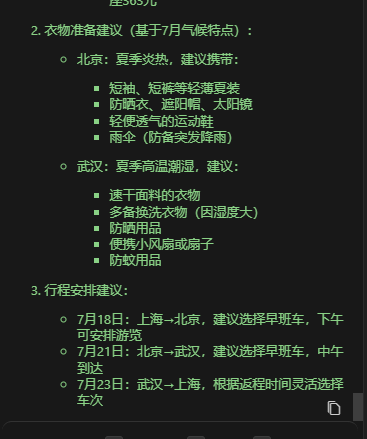 座363元
2. 衣物准备建议（基于7月气候特点）：
北京：夏季炎热，建议携带：
短袖、短裤等轻薄夏装
防晒衣、遮阳帽、太阳镜
轻便透气的运动鞋
雨伞（防备突发降雨）
武汉：夏季高温潮湿，建议：
速干面料的衣物
多备换洗衣物（因湿度大）
防晒用品
便携小风扇或扇子
防蚊用品
3. 行程安排建议：
7月18日：上海→北京，建议选择早班车，下午
可安排游览
7月21日：北京→武汉，建议选择早班车，中午
到达
7月23日：武汉→上海，根据返程时间灵活选择
车次